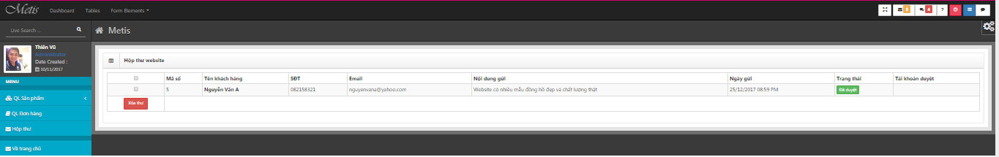 Metis Dashboard Tables Form Elements 5 4 ?
Live Search ...
Metis
Thiên Vũ
Administrator
Date Created :
30/11/2017
MENU
QL Sản phẩm
QL Đơn hàng
Hộp thư
Về trang chủ
Hộp thư website
Mã số Tên khách hàng SĐT Email Nội dung gửi Ngày gửi Trạng thái Tài khoản duyệt
5 Nguyễn Văn A 082158321 nguyenvana@yahoo.com Website có nhiều mẫu đồng hồ đẹp và chất lượng thật 25/12/2017 08:59 PM Đã duyệt
Xóa thư